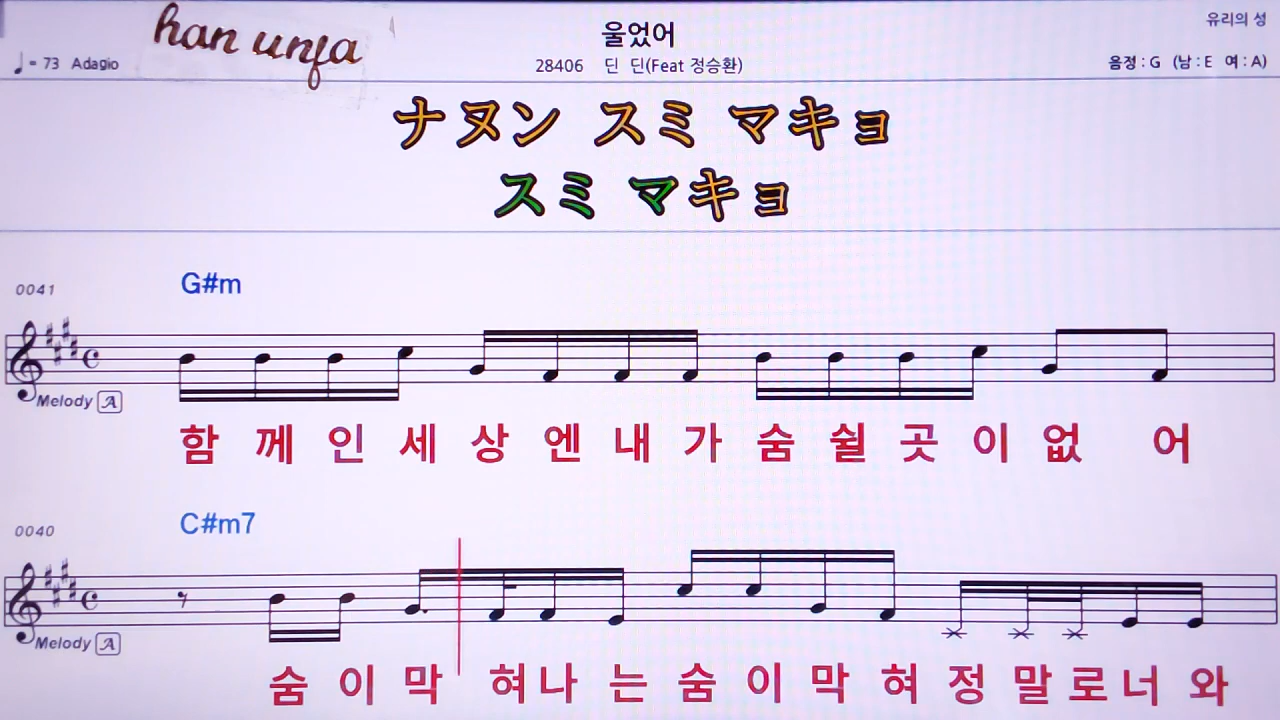 han unfa
울었어
유리의 성
♩= 73 Adagio
28406 딘 딘(Feat 정승환)
음정 : G (남 : E 여 : A)
ナヌン スミ マキョ
スミ マキョ
0041
G#m
Melody A
함 께 인 세 상 엔 내 가 숨 쉴 곳 이 없 어
0040
C#m7
Melody A
숨 이 막 혀 나 는 숨 이 막 혀 정 말 로 너 와